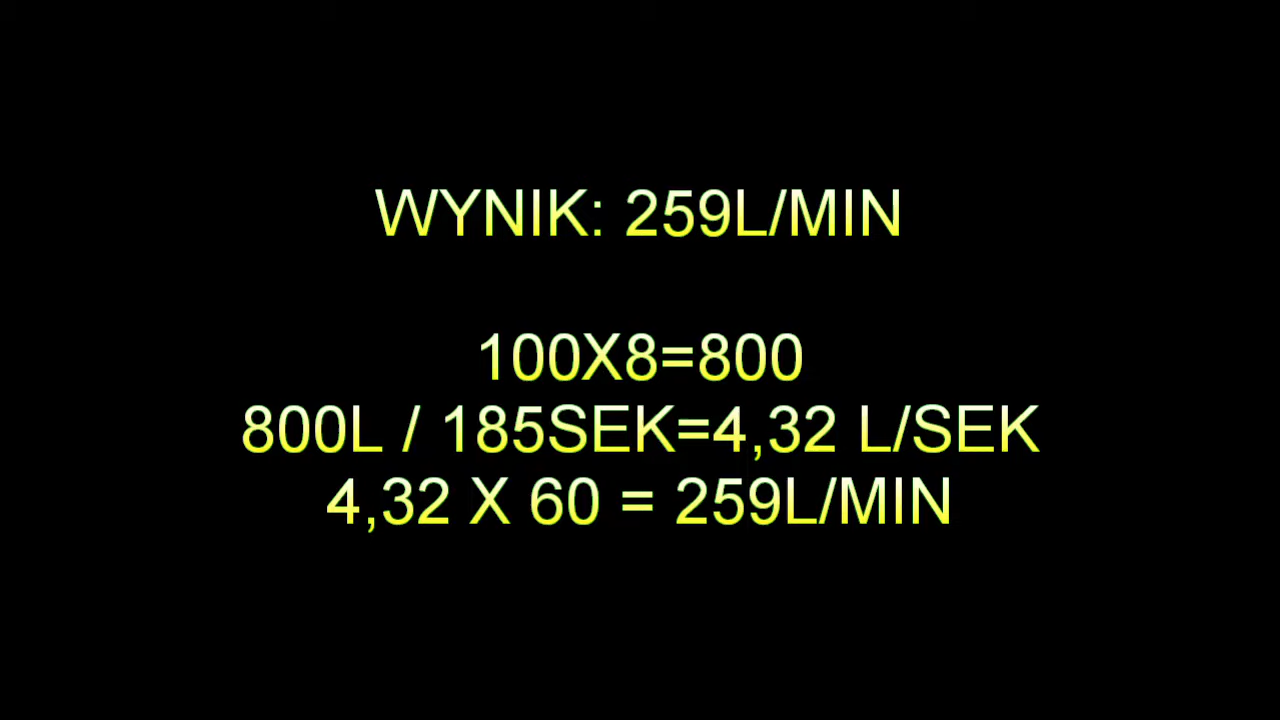 WYNIK: 259L/MIN
100X8=800
800L / 185SEK=4,32 L/SEK
4,32 X 60 = 259L/MIN